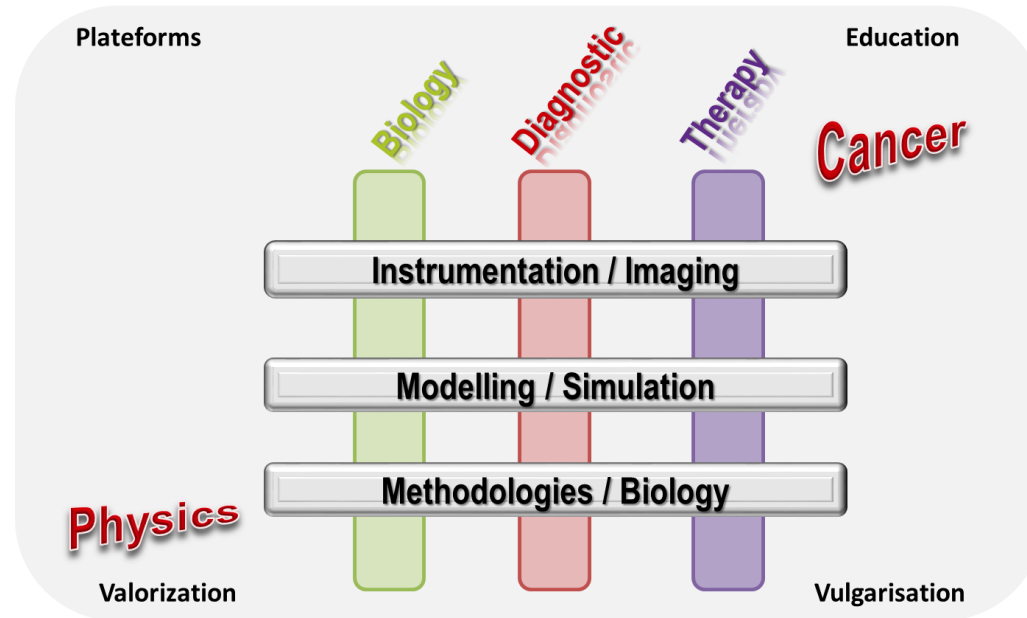 Plateforms
Education
Biology
Diagnostic
Therapy
Cancer
Instrumentation / Imaging
Modelling / Simulation
Methodologies / Biology
Physics
Valorization
Vulgarisation